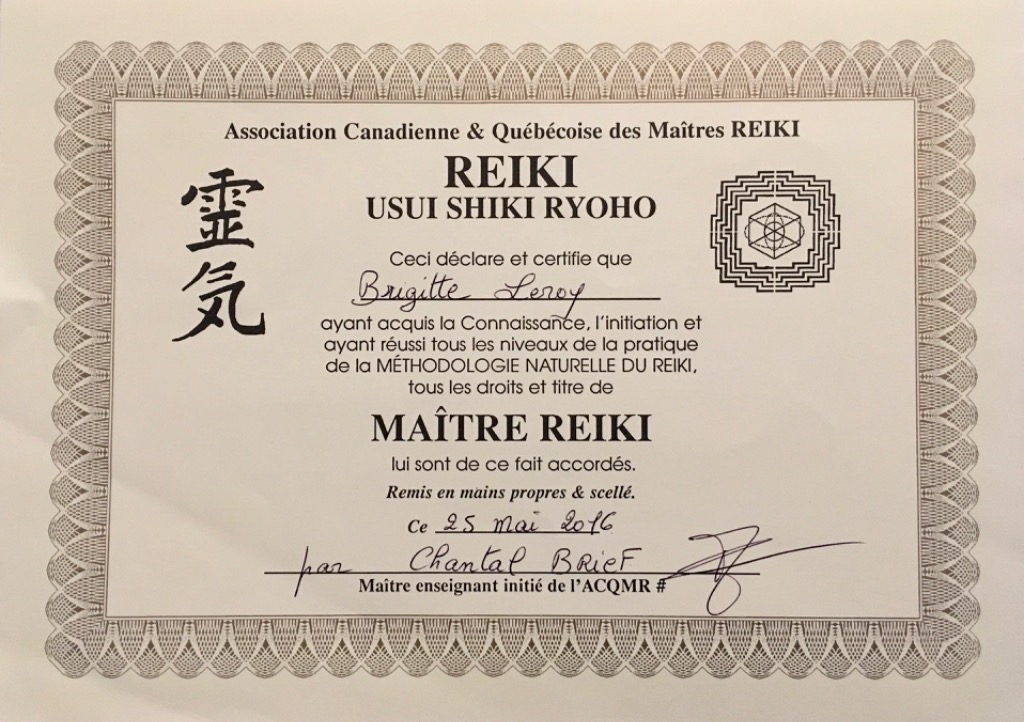 Association Canadienne & Québécoise des Maîtres REIKI
REIKI
USUI SHIKI RYOHO
靈
気
Ceci déclare et certifie que
Brigitte Leroy
ayant acquis la Connaissance, l'initiation et
ayant réussi tous les niveaux de la pratique
de la MÉTHODOLOGIE NATURELLE DU REIKI,
tous les droits et titre de
MAÎTRE REIKI
lui sont de ce fait accordés.
Remis en mains propres & scellé.
Ce 25 mai 2016
par Chantal BRIEF
Maître enseignant initié de l'ACQMR #